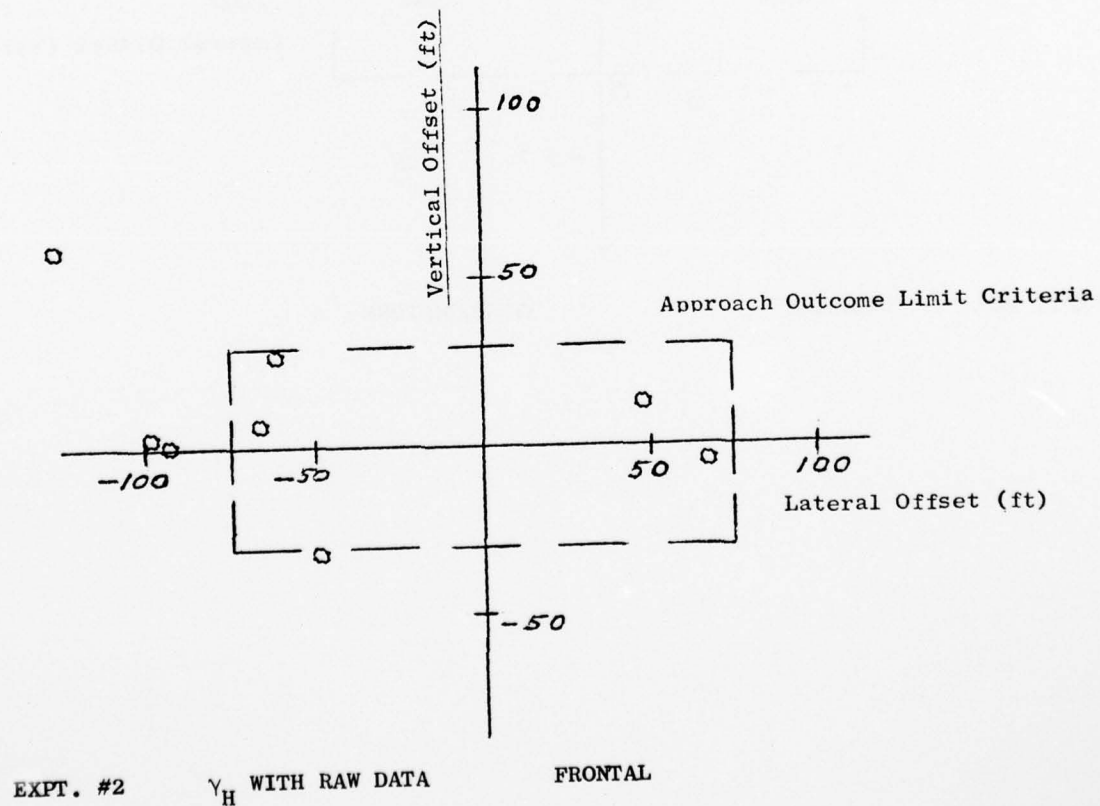 Vertical Offset (ft)
100
50
Approach Outcome Limit Criteria
-100
-50
50
100
Lateral Offset (ft)
-50
EXPT. #2 γH WITH RAW DATA FRONTAL